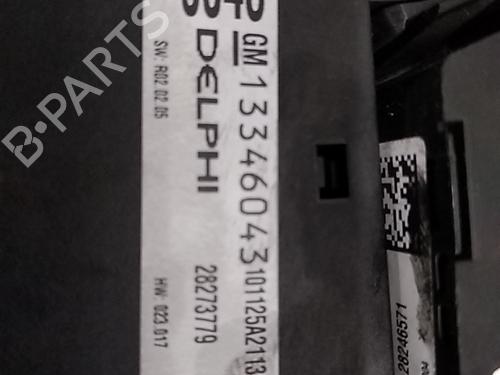 GM 13346043 101125A2113
DELPHI 28273779
SW: R02.02.05 HW: 023.017
28246571
B-Parts